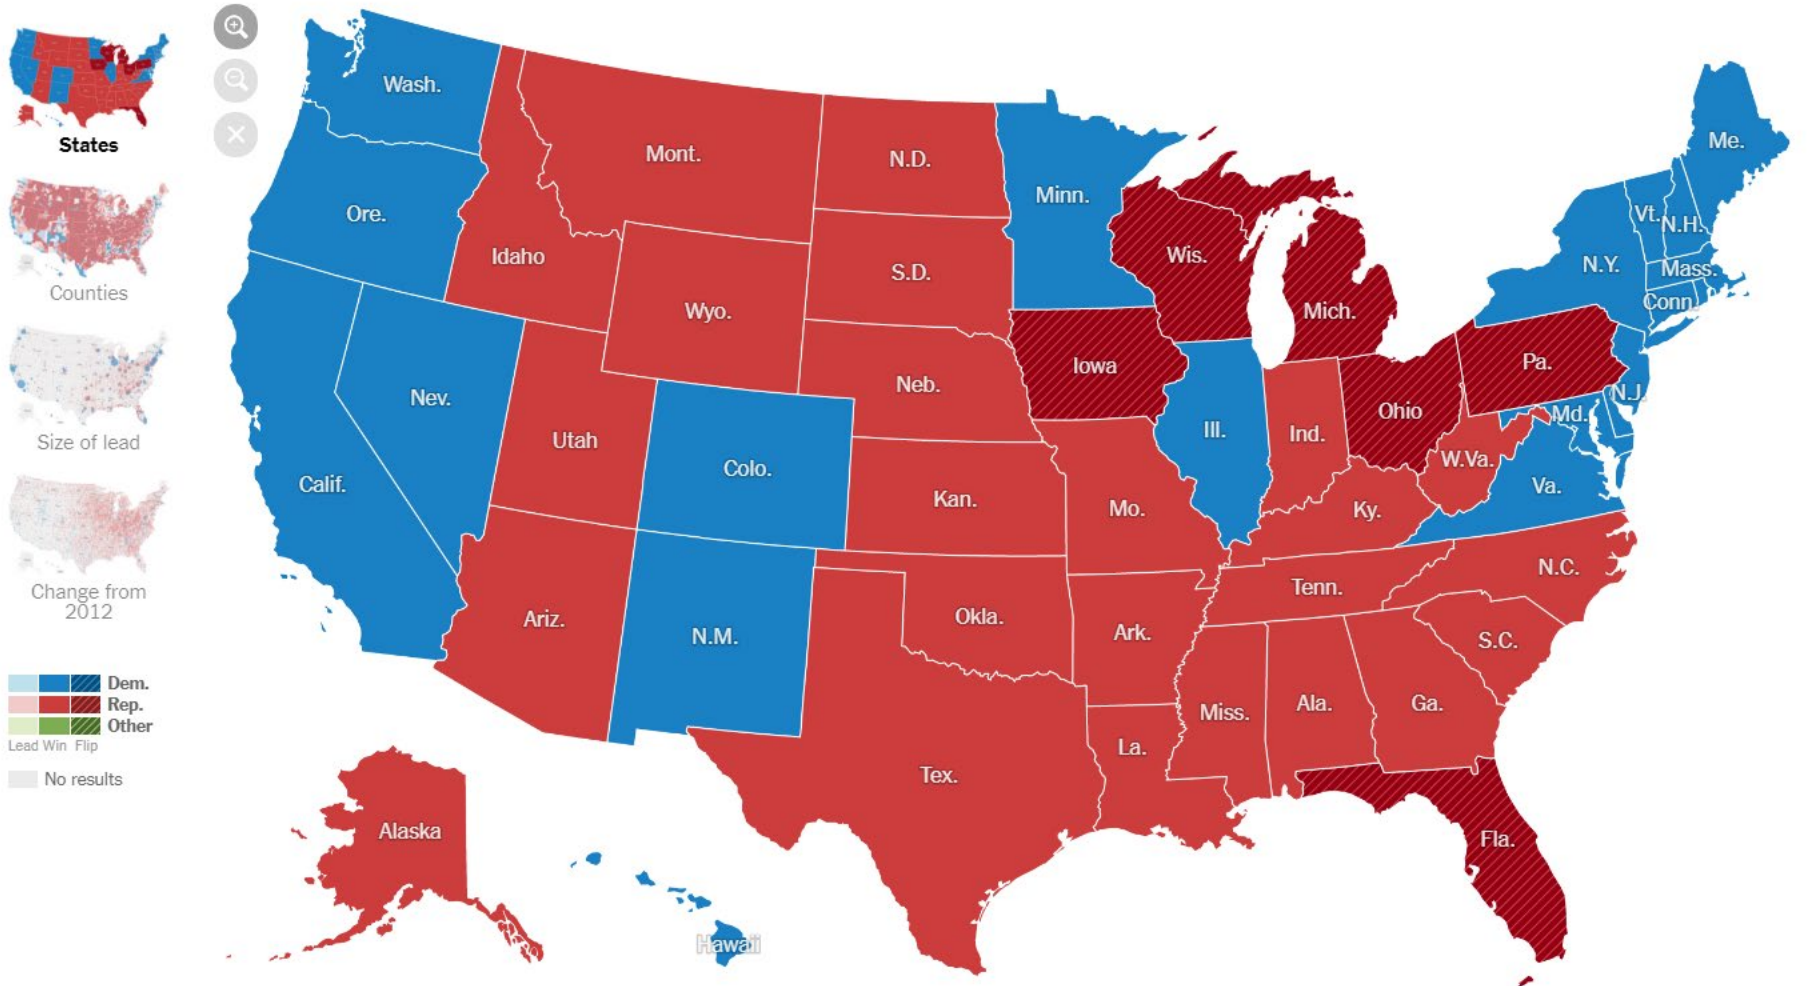 States
Counties
Size of lead
Change from
2012
Dem.
Rep.
Other
Lead Win Flip
No results
Wash.
Ore.
Calif.
Nev.
Idaho
Mont.
Wyo.
Utah
Colo.
Ariz.
N.M.
N.D.
S.D.
Neb.
Kan.
Okla.
Tex.
Minn.
Iowa
Mo.
Ark.
La.
Wis.
Ill.
Mich.
Ind.
Ohio
Ky.
Tenn.
Miss.
Ala.
Ga.
Fla.
S.C.
N.C.
Va.
W.Va.
Md.
Pa.
N.J.
N.Y.
Conn.
Mass.
Vt.
N.H.
Me.
Alaska
Hawaii